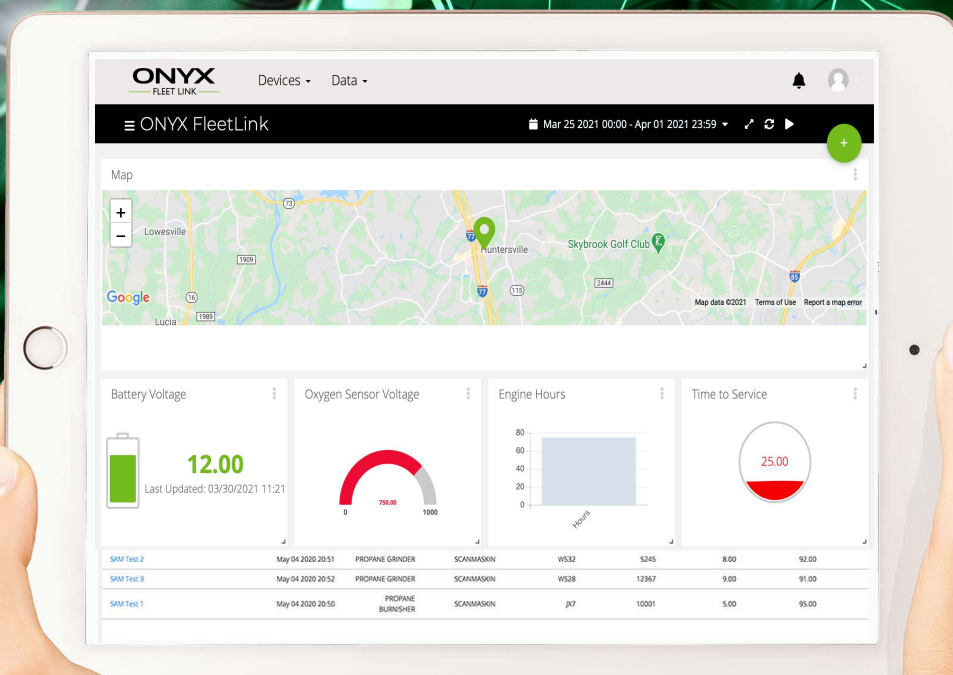 ONYX
FLEET LINK
Devices
Data
ONYX FleetLink
Mar 25 2021 00:00 - Apr 01 2021 23:59
+
Map
+
−
73
Lowesville
77
Huntersville
Skybrook Golf Club
1909
85
2444
77
115
Google
16
Map data ©2021 Terms of Use Report a map error
Lucia
1989
Battery Voltage
12.00
Last Updated: 03/30/2021 11:21
Oxygen Sensor Voltage
750.00
0 1000
Engine Hours
80
60
40
20
0
Hours
Time to Service
25.00
SAM Test 2 May 04 2020 20:51 PROPANE GRINDER SCANMASKIN WS32 5245 8.00 92.00
SAM Test 3 May 04 2020 20:52 PROPANE GRINDER SCANMASKIN WS28 12367 9.00 91.00
SAM Test 1 May 04 2020 20:50 PROPANE BURNISHER SCANMASKIN JX7 10001 5.00 95.00